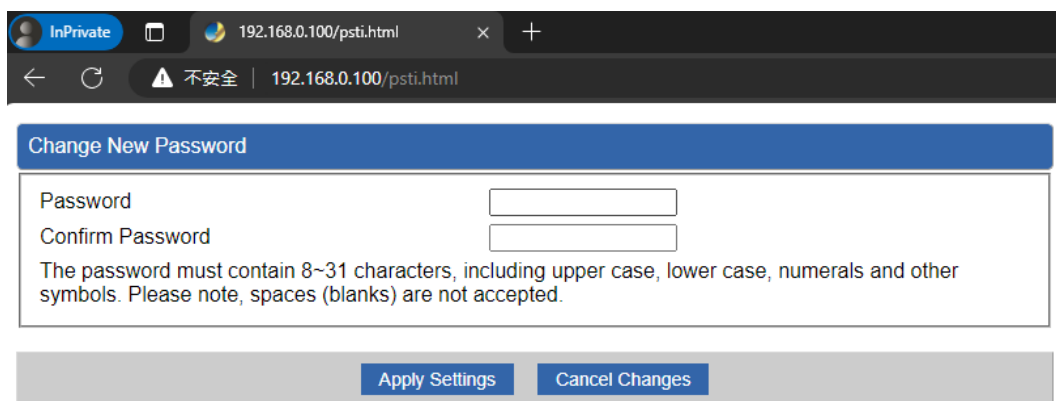 InPrivate
192.168.0.100/psti.html
不安全 | 192.168.0.100/psti.html
Change New Password
Password
Confirm Password
The password must contain 8~31 characters, including upper case, lower case, numerals and other
symbols. Please note, spaces (blanks) are not accepted.
Apply Settings
Cancel Changes